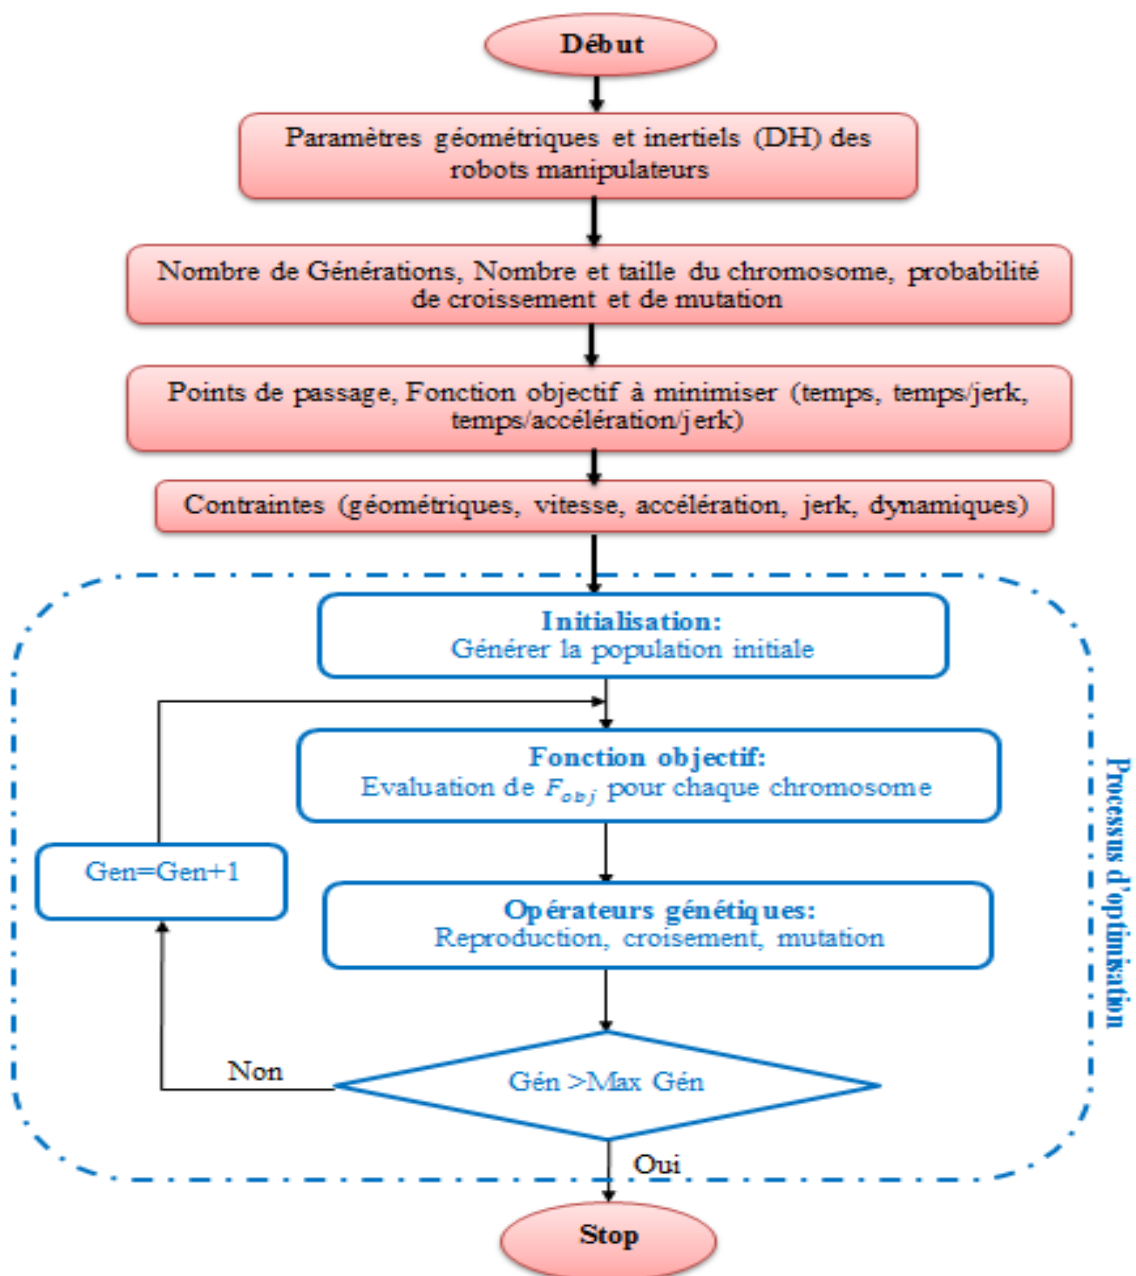 Début
Paramètres géométriques et inertiels (DH) des
robots manipulateurs
Nombre de Générations, Nombre et taille du chromosome, probabilité
de croissement et de mutation
Points de passage, Fonction objectif à minimiser (temps, temps/jerk,
temps/accélération/jerk)
Contraintes (géométriques, vitesse, accélération, jerk, dynamiques)
Initialisation:
Générer la population initiale
Fonction objectif:
Evaluation de F_obj pour chaque chromosome
Gen=Gen+1
Opérateurs génétiques:
Reproduction, croisement, mutation
Processus d'optimisation
Non
Gén >Max Gén
Oui
Stop